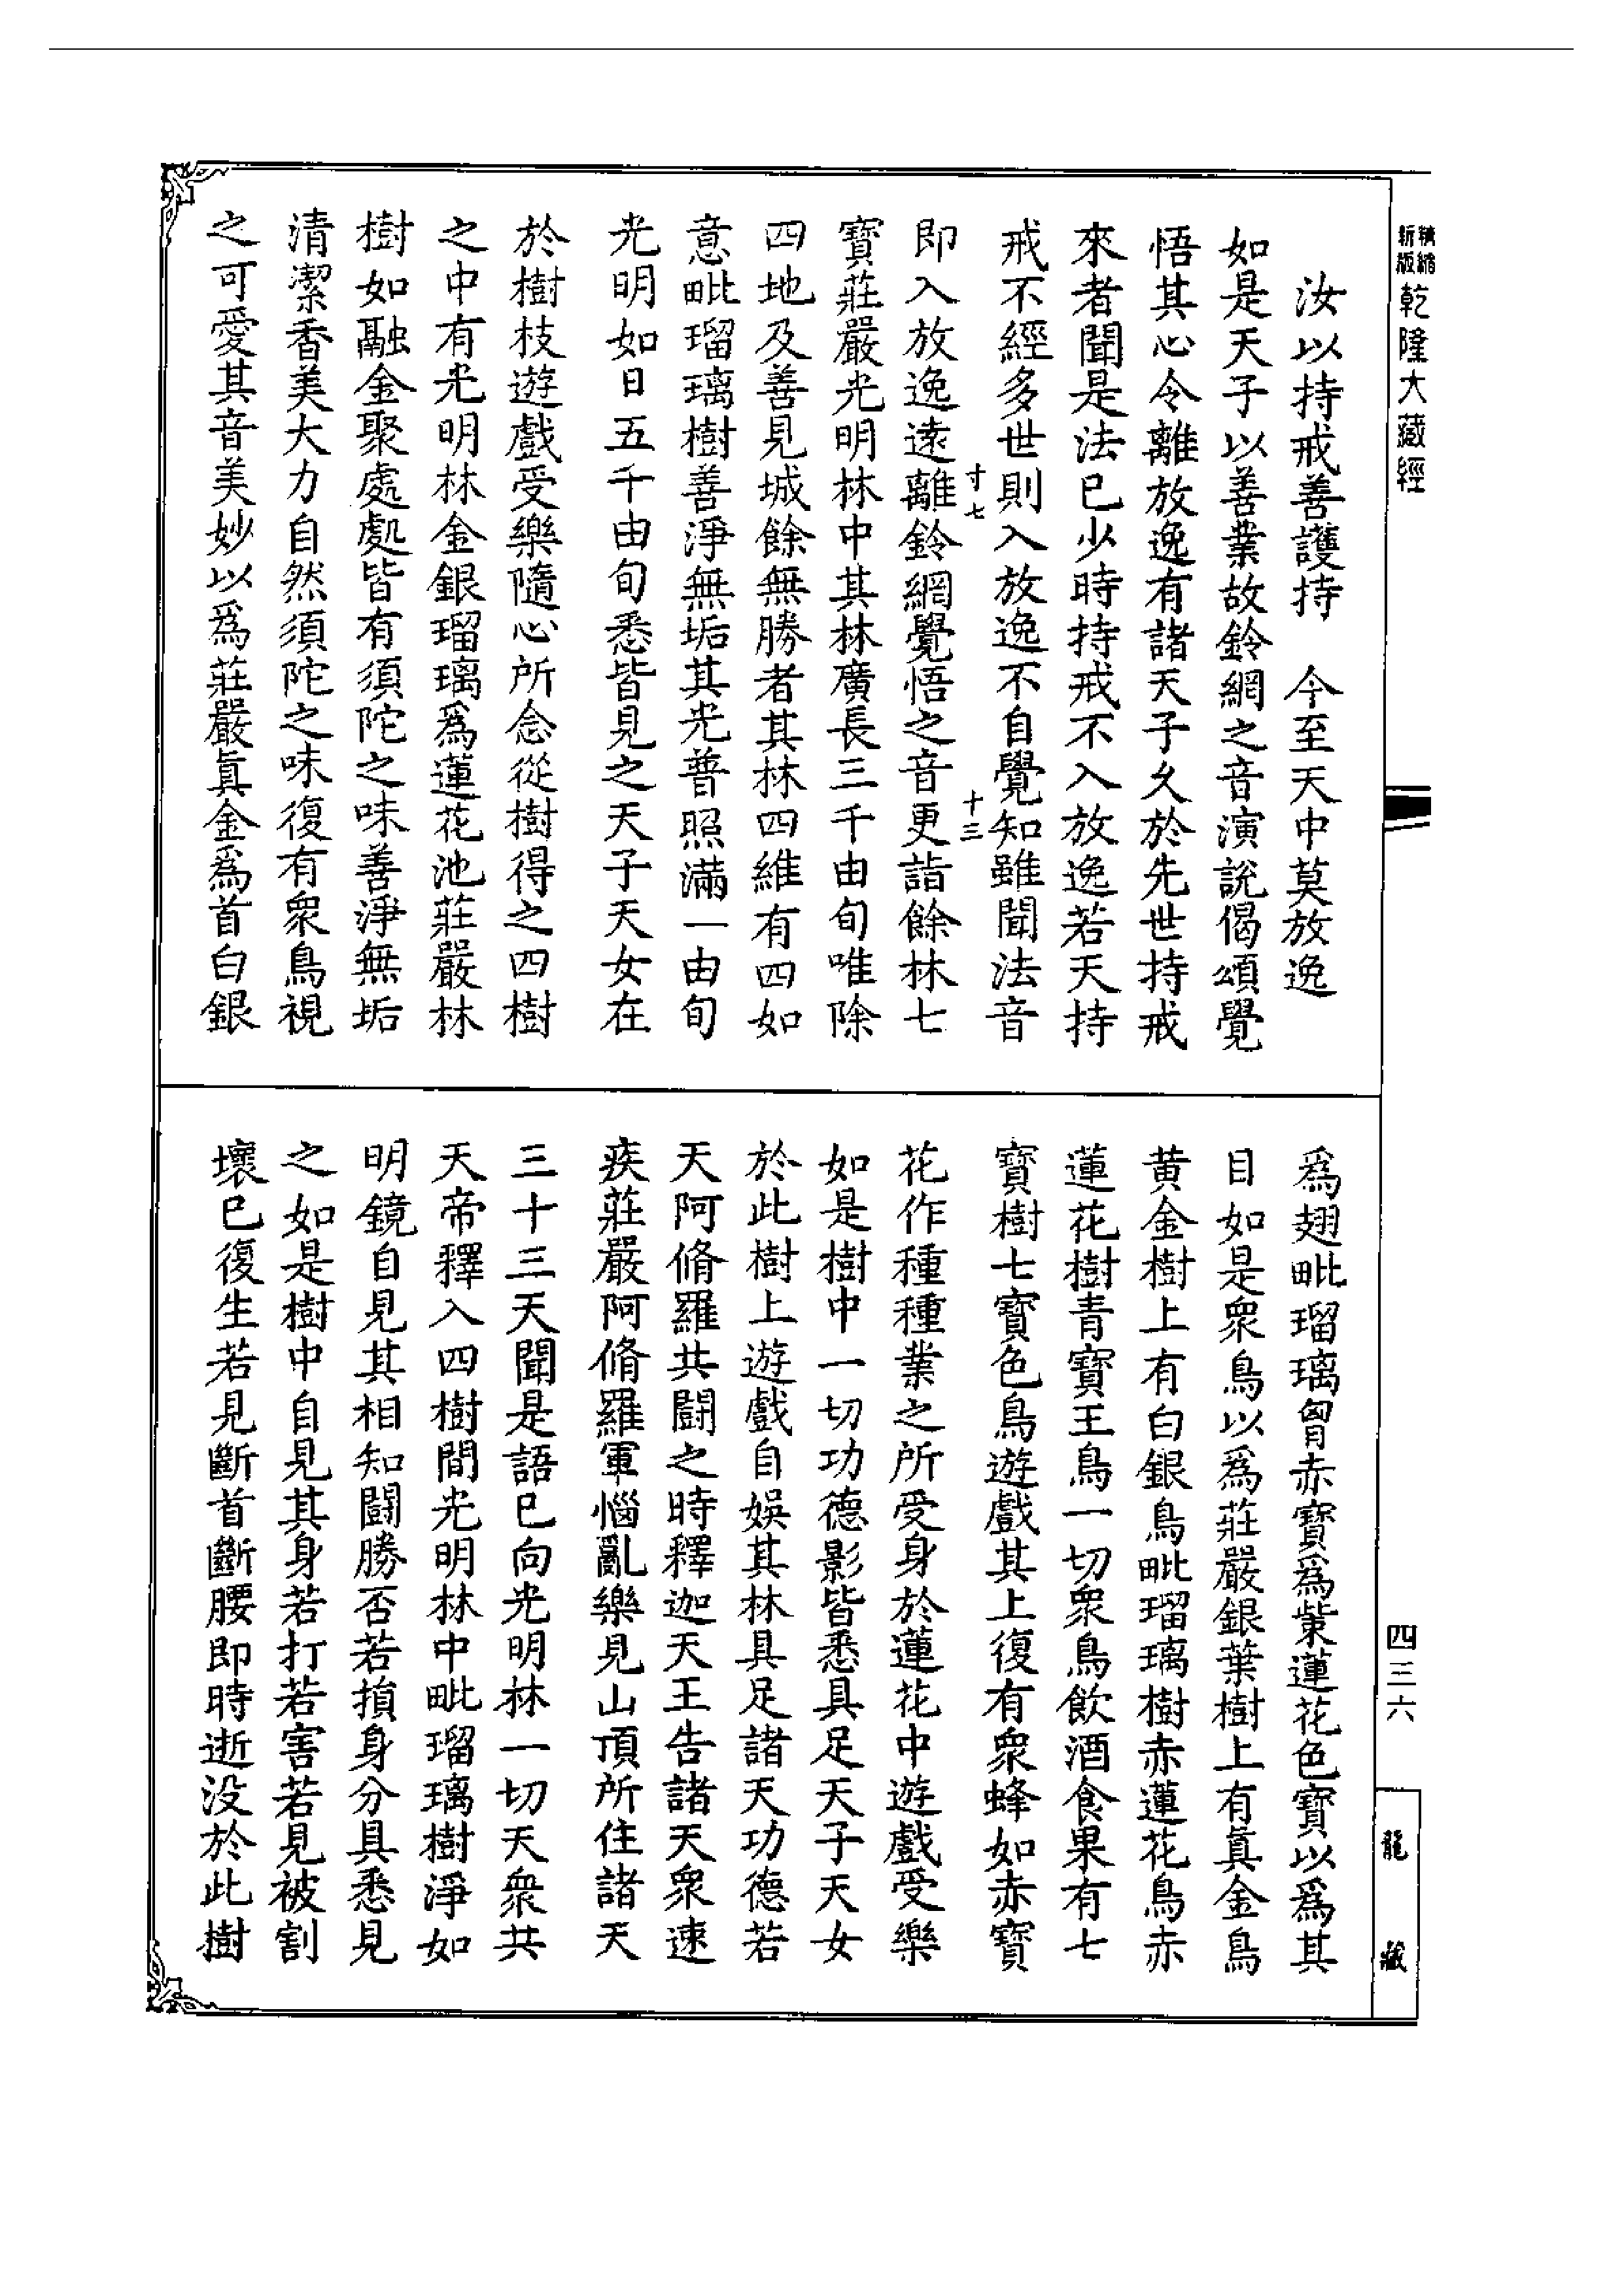 精縮新版乾隆大藏經
汝以持戒善護持　今至天中莫放逸
如是天子以善業故鈴網之音演說偈頌覺
悟其心令離放逸有諸天子久於先世持戒
來者聞是法已少時持戒不入放逸若天持
戒不經多世則入放逸不自覺知雖聞法音
寸七　十三
即入放逸遠離鈴網覺悟之音更詣餘林七
寶莊嚴光明林中其林廣長三千由旬唯除
四地及善見城餘無勝者其林四維有四如
意毗瑠璃樹善淨無垢其光普照滿一由旬
光明如日五千由旬悉皆見之天子天女在
於樹枝遊戲受樂隨心所念從樹得之四樹
之中有光明林金銀瑠璃為蓮花池莊嚴林
樹如融金聚處處皆有須陀之味善淨無垢
清潔香美大力自然須陀之味復有眾鳥視
之可愛其音美妙以為莊嚴真金為首白銀
為翅毗瑠璃胷赤寶為觜蓮花色寶以為其
目如是眾鳥以為莊嚴銀葉樹上有真金鳥
黃金樹上有白銀鳥毗瑠璃樹赤蓮花鳥赤
蓮花樹青寶王鳥一切眾鳥飲酒食果有七
寶樹七寶色鳥遊戲其上復有眾蜂如赤寶
花作種種業之所受身於蓮花中遊戲受樂
如是樹中一切功德影皆悉具足天子天女
於此樹上遊戲自娛其林具足諸天功德若
天阿脩羅共鬪之時釋迦天王告諸天眾速
疾莊嚴阿脩羅軍惱亂樂見山頂所住諸天
三十三天聞是語已向光明林一切天眾共
天帝釋入四樹間光明林中毗瑠璃樹淨如
明鏡自見其相知鬪勝否若損身分具悉見
之如是樹中自見其身若打若害若見被割
壞已復生若見斷首斷腰即時逝沒於此樹
四三六
龍藏